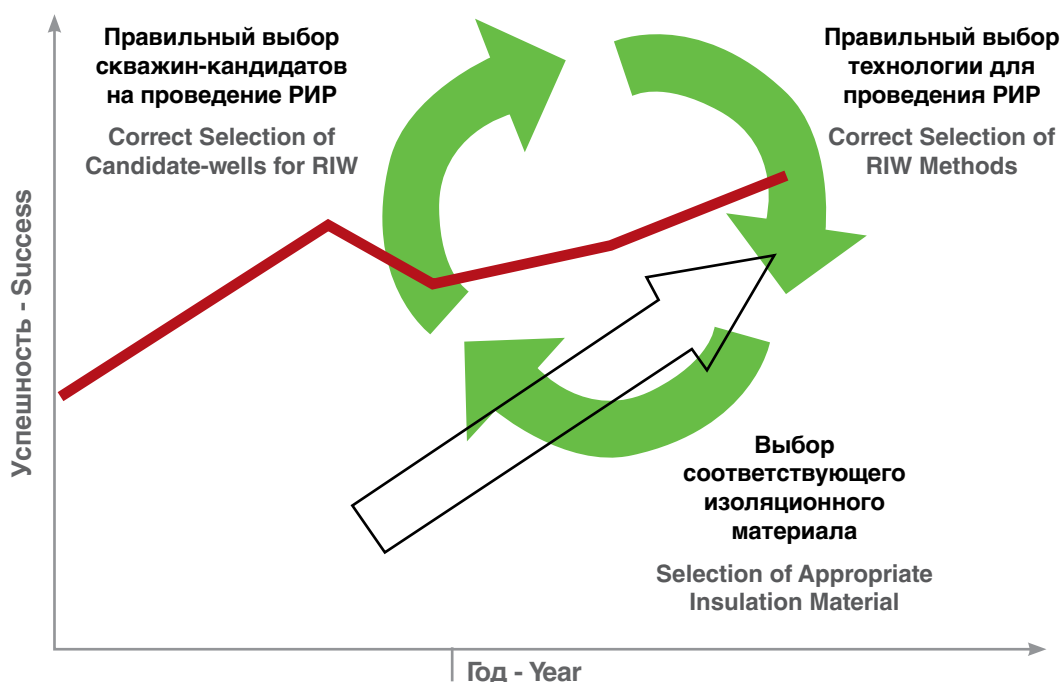 Правильный выбор
скважин-кандидатов
на проведение РИР
Correct Selection of
Candidate-wells for RIW
Правильный выбор
технологии для
проведения РИР
Correct Selection of
RIW Methods
Успешность - Success
Выбор
соответствующего
изоляционного
материала
Selection of Appropriate
Insulation Material
Год - Year